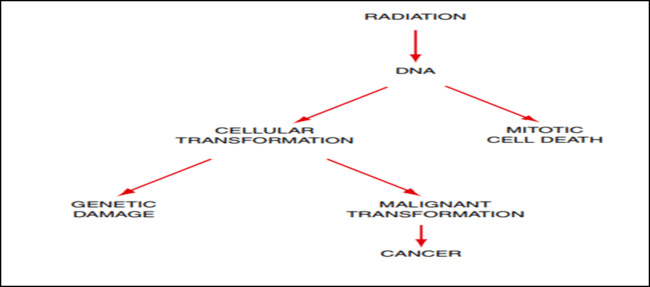 RADIATION
DNA
CELLULAR
TRANSFORMATION
MITOTIC
CELL DEATH
GENETIC
DAMAGE
MALIGNANT
TRANSFORMATION
CANCER